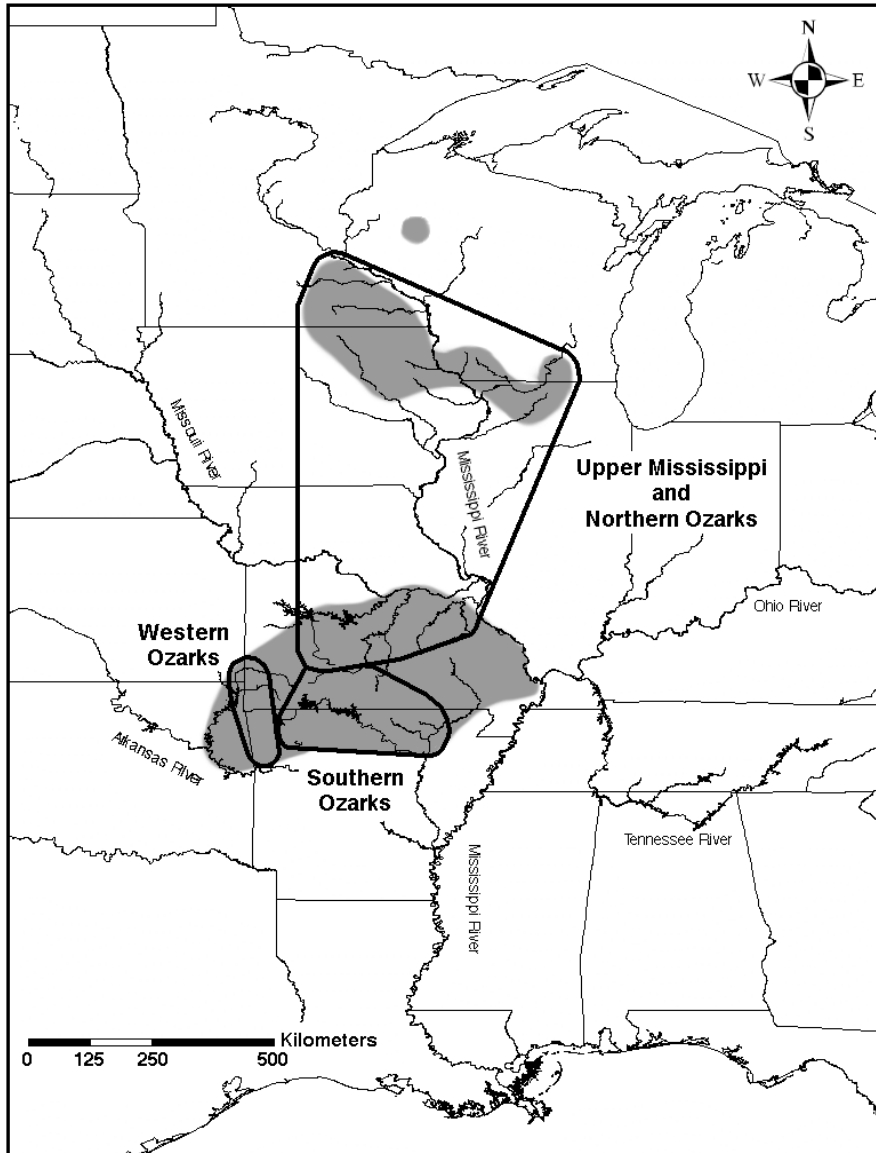 N
W
E
S
Missouri River
Mississippi River
Upper Mississippi
and
Northern Ozarks
Ohio River
Western
Ozarks
Arkansas River
Southern
Ozarks
Tennessee River
Mississippi River
Kilometers
0 125 250 500